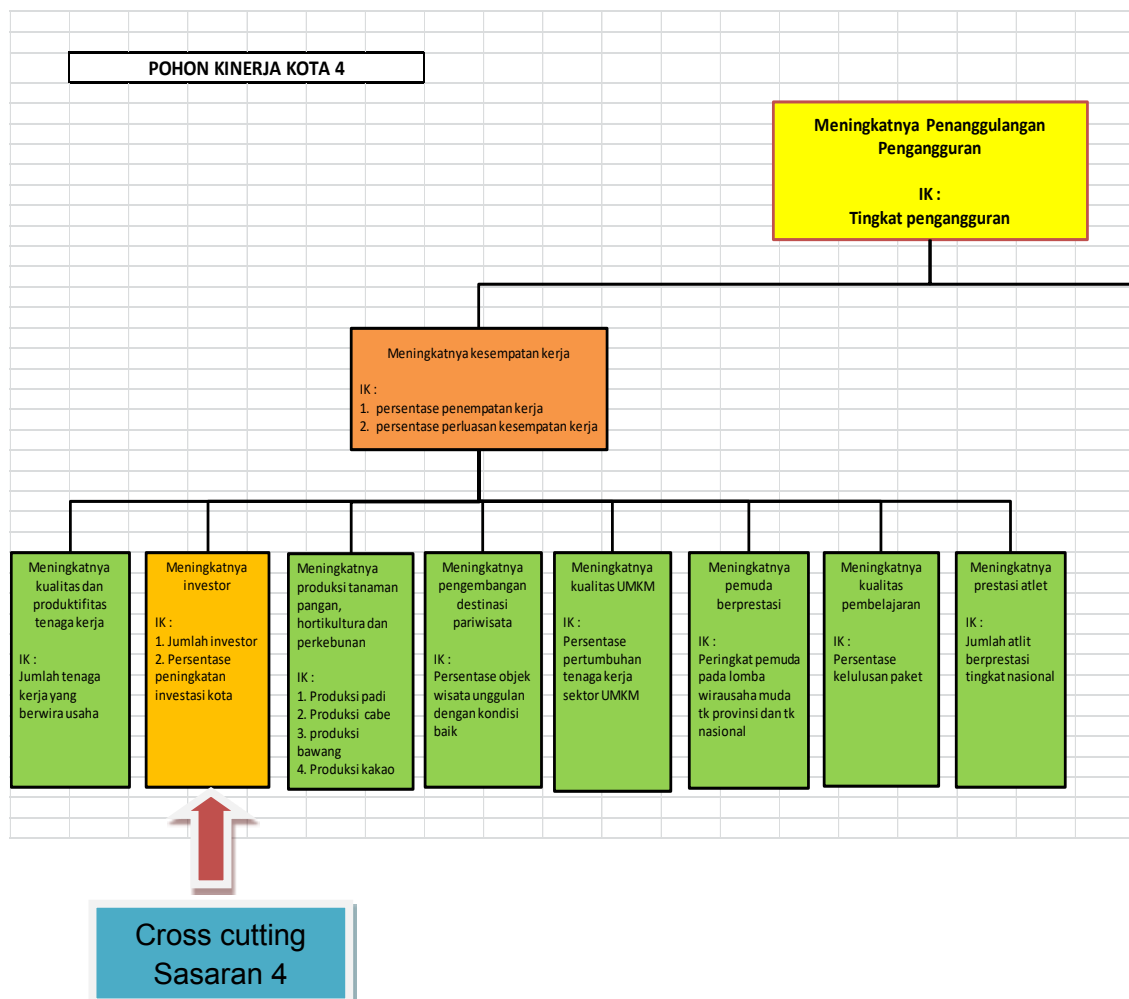 POHON KINERJA KOTA 4
Meningkatnya Penanggulangan
Pengangguran
IK :
Tingkat pengangguran
Meningkatnya kesempatan kerja
IK :
1. persentase penempatan kerja
2. persentase perluasan kesempatan kerja
Meningkatnya
kualitas dan
produktifitas
tenaga kerja
IK :
Jumlah tenaga
kerja yang
berwira usaha
Meningkatnya
investor
IK :
1. Jumlah investor
2. Persentase
peningkatan
investasi kota
Meningkatnya
produksi tanaman
pangan,
hortikultura dan
perkebunan
IK :
1. Produksi padi
2. Produksi cabe
3. produksi
bawang
4. Produksi kakao
Meningkatnya
pengembangan
destinasi
pariwisata
IK :
Persentase objek
wisata unggulan
dengan kondisi
baik
Meningkatnya
kualitas UMKM
IK :
Persentase
pertumbuhan
tenaga kerja
sektor UMKM
Meningkatnya
pemuda
berprestasi
IK :
Peringkat pemuda
pada lomba
wirausaha muda
tk provinsi dan tk
nasional
Meningkatnya
kualitas
pembelajaran
IK :
Persentase
kelulusan paket
Meningkatnya
prestasi atlet
IK :
Jumlah atlit
berprestasi
tingkat nasional
Cross cutting
Sasaran 4